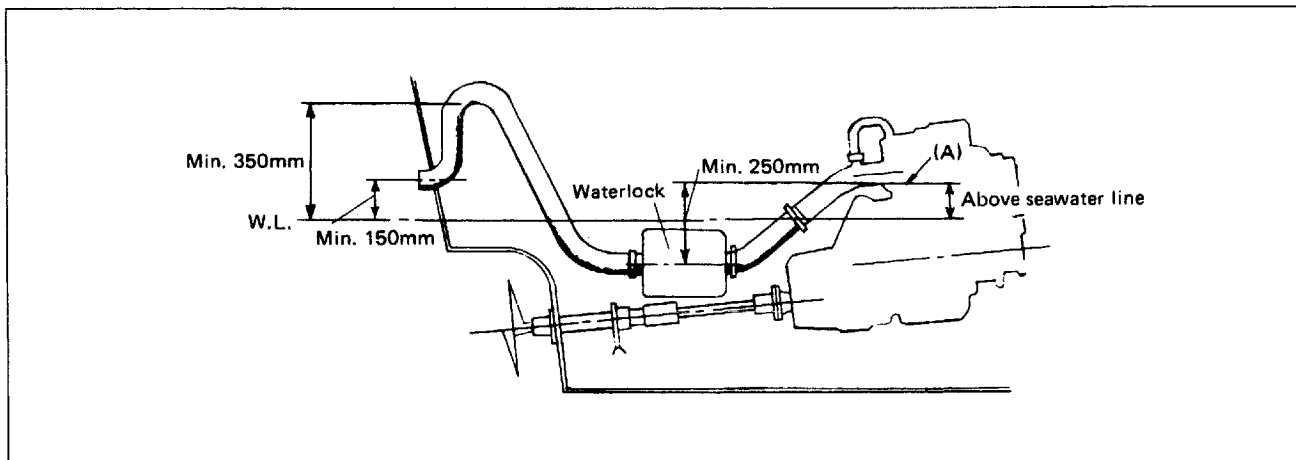 Min. 350mm
Min. 250mm
(A)
Waterlock
Above seawater line
W.L.
Min. 150mm